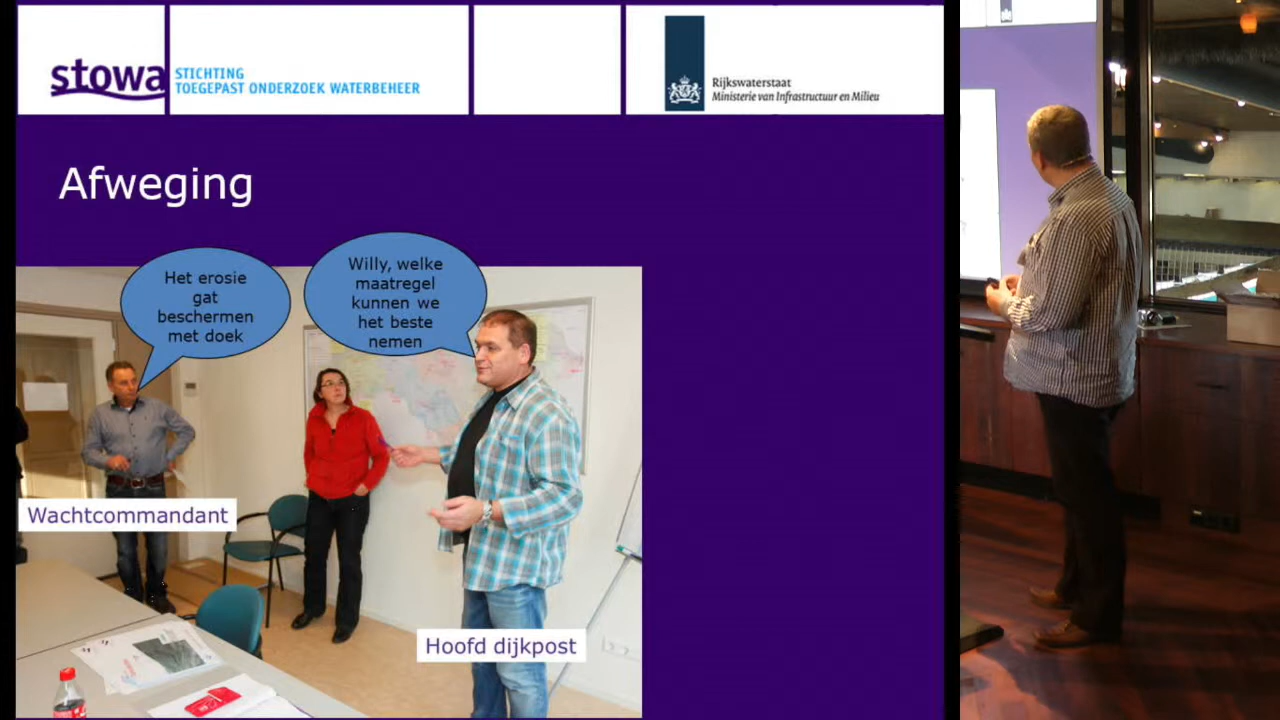 stowa
STICHTING
TOEGEPAST ONDERZOEK WATERBEHEER
Rijkswaterstaat
Ministerie van Infrastructuur en Milieu
Afweging
Het erosie
gat
beschermen
met doek
Willy, welke
maatregel
kunnen we
het beste
nemen
Wachtcommandant
Hoofd dijkpost